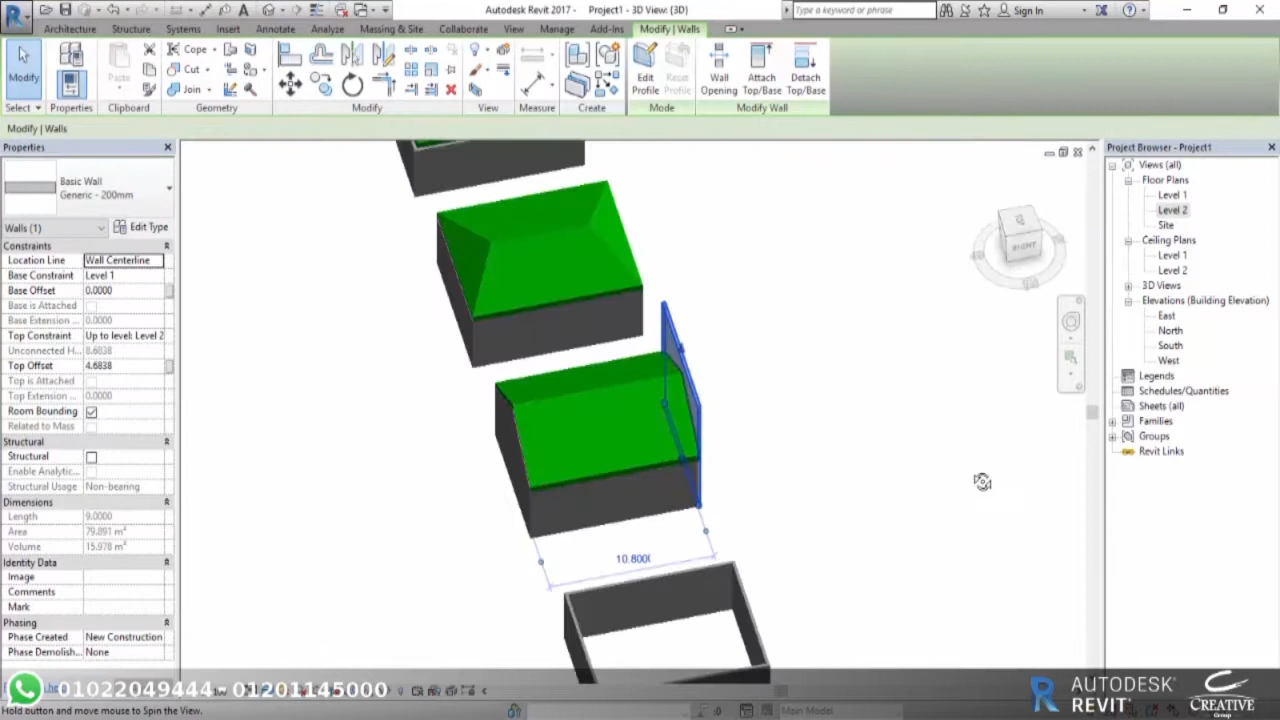 Autodesk Revit 2017 - Project1 - 3D View: {3D}
Type a keyword or phrase
Sign In
Architecture
Structure
Systems
Insert
Annotate
Analyze
Massing & Site
Collaborate
View
Manage
Add-Ins
Modify | Walls
Modify
Paste
Cope
Cut
Join
Edit Profile
Reset Profile
Wall Opening
Attach Top/Base
Detach Top/Base
Select
Properties
Clipboard
Geometry
Modify
View
Measure
Create
Mode
Modify Wall
Modify | Walls
Properties
Basic Wall
Generic - 200mm
Walls (1)
Edit Type
Constraints
Location Line Wall Centerline
Base Constraint Level 1
Base Offset 0.0000
Base is Attached
Base Extension ... 0.0000
Top Constraint Up to level: Level 2
Unconnected H... 8.6838
Top Offset 4.6838
Top is Attached
Top Extension ... 0.0000
Room Bounding
Related to Mass
Structural
Structural
Enable Analytic...
Structural Usage Non-bearing
Dimensions
Length 9.0000
Area 79.891 m²
Volume 15.978 m³
Identity Data
Image
Comments
Mark
Phasing
Phase Created New Construction
Phase Demolish... None
RIGHT
10.800
Project Browser - Project1
Views (all)
Floor Plans
Level 1
Level 2
Site
Ceiling Plans
Level 1
Level 2
3D Views
Elevations (Building Elevation)
East
North
South
West
Legends
Schedules/Quantities
Sheets (all)
Families
Groups
Revit Links
01022049444 - 01201145000
AUTODESK®
REVIT®
CREATIVE
Group
Hold button and move mouse to Spin the View.
:0
Main Model